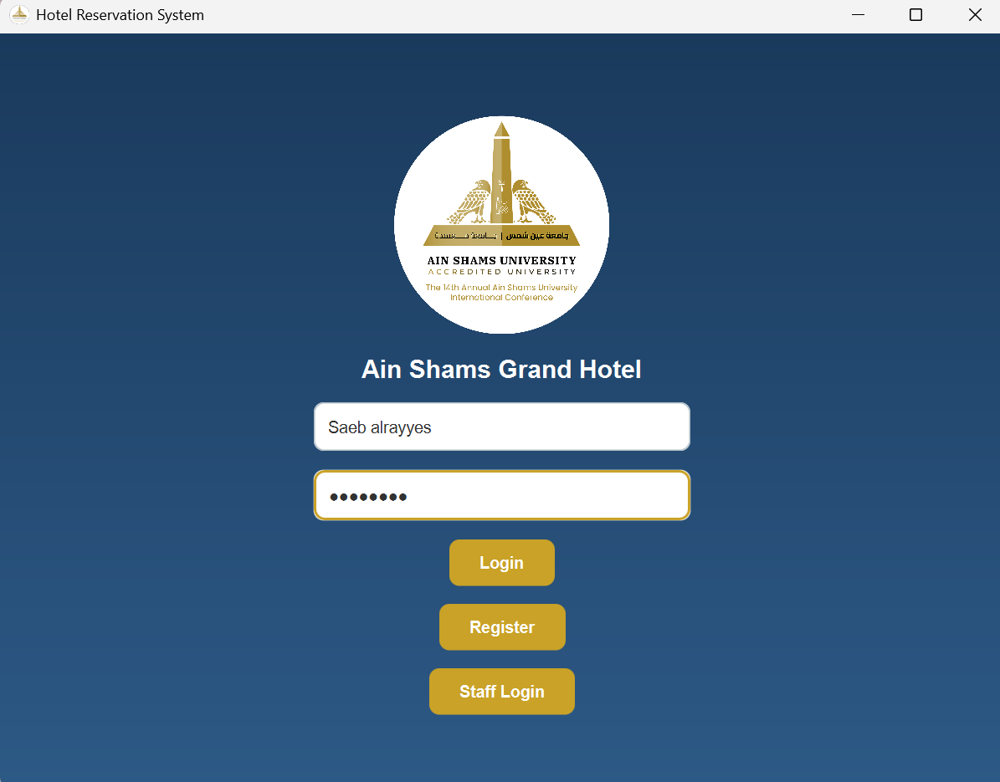 Hotel Reservation System
جامعة عين شمس |
AIN SHAMS UNIVERSITY
ACCREDITED UNIVERSITY
The 14th Annual Ain Shams University
International Conference
Ain Shams Grand Hotel
Saeb alrayyes
●●●●●●●●
Login
Register
Staff Login